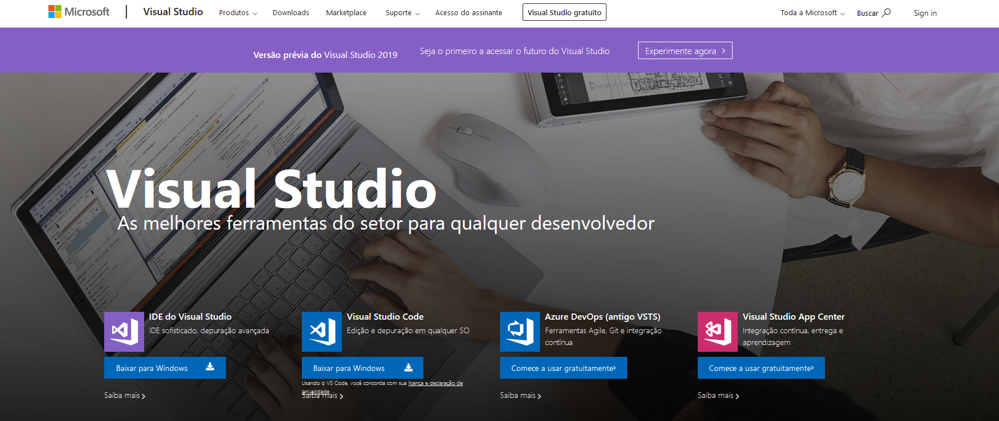 Microsoft Visual Studio Produtos Downloads Marketplace Suporte Acesso do assinante Visual Studio gratuito Toda a Microsoft Buscar Sign in
Versão prévia do Visual Studio 2019 Seja o primeiro a acessar o futuro do Visual Studio Experimente agora
Visual Studio
As melhores ferramentas do setor para qualquer desenvolvedor
IDE do Visual Studio
IDE sofisticado, depuração avançada
Baixar para Windows
Saiba mais
Visual Studio Code
Edição e depuração em qualquer SO
Baixar para Windows
Usando o VS Code, você concorda com sua licença e declaração de
privacidade
Saiba mais
Azure DevOps (antigo VSTS)
Ferramentas Agile, Git e integração
contínua
Comece a usar gratuitamente
Saiba mais
Visual Studio App Center
Integração contínua, entrega e
aprendizagem
Comece a usar gratuitamente
Saiba mais